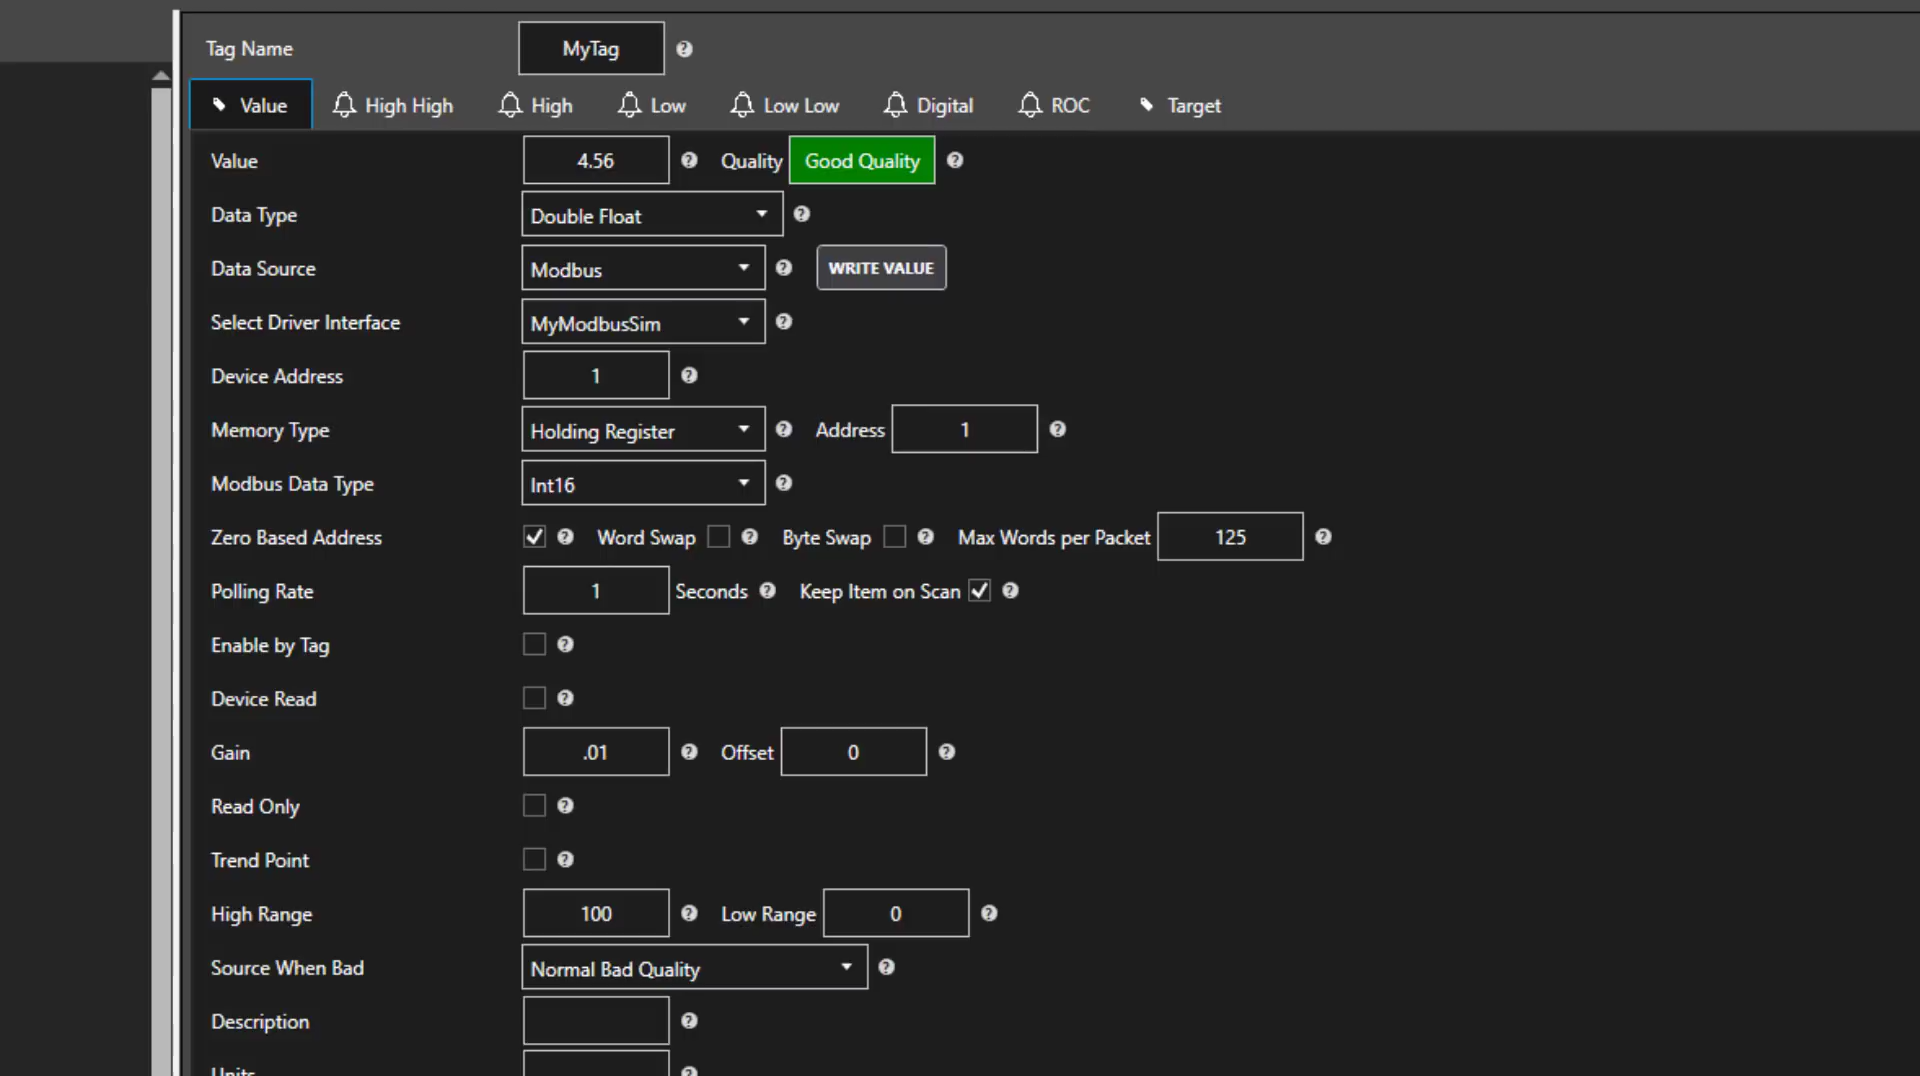 Tag Name MyTag
Value High High High Low Low Low Digital ROC Target
Value 4.56 Quality Good Quality
Data Type Double Float
Data Source Modbus WRITE VALUE
Select Driver Interface MyModbusSim
Device Address 1
Memory Type Holding Register Address 1
Modbus Data Type Int16
Zero Based Address Word Swap Byte Swap Max Words per Packet 125
Polling Rate 1 Seconds Keep Item on Scan
Enable by Tag
Device Read
Gain .01 Offset 0
Read Only
Trend Point
High Range 100 Low Range 0
Source When Bad Normal Bad Quality
Description
Units